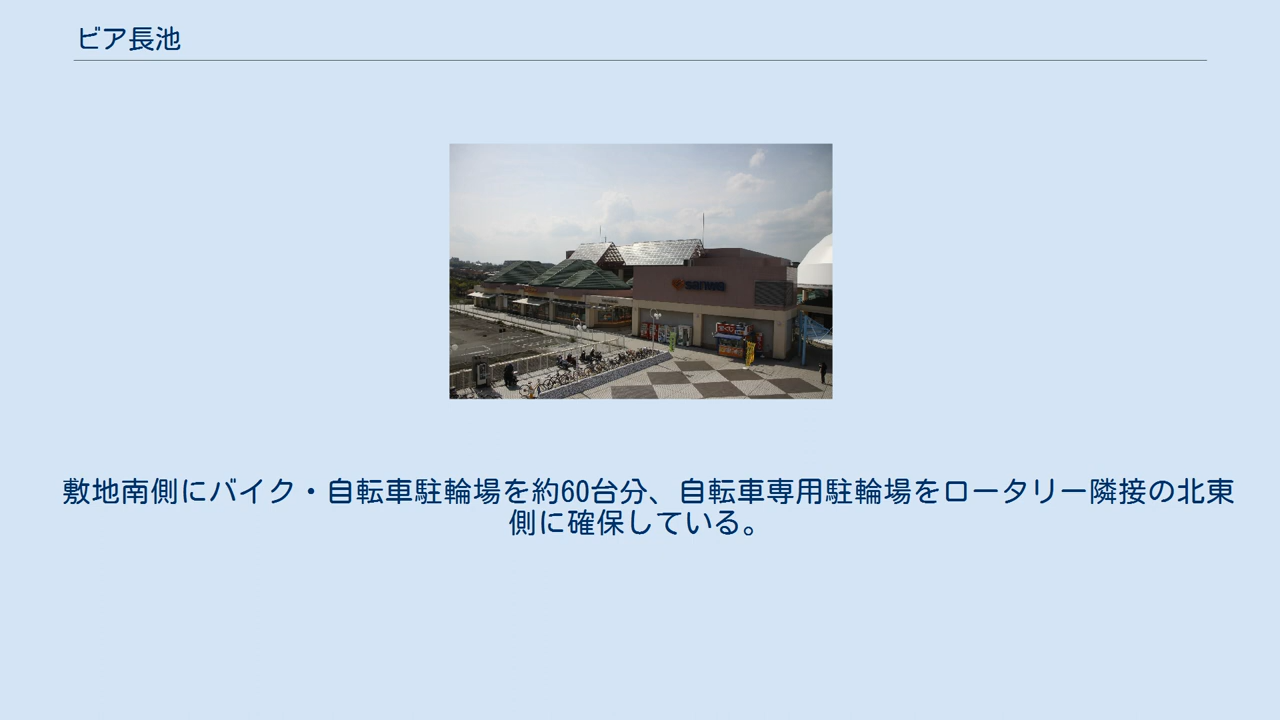 ビア長池
sanwa
敷地南側にバイク・自転車駐輪場を約60台分、自転車専用駐輪場をロータリー隣接の北東
側に確保している。